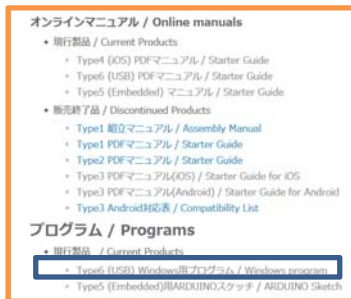 オンラインマニュアル / Online manuals
• 現行製品 / Current Products
◦ Type4 (iOS) PDFマニュアル / Starter Guide
◦ Type6 (USB) PDFマニュアル / Starter Guide
◦ Type5 (Embedded) マニュアル / Starter Guide
• 販売終了品 / Discontinued Products
◦ Type1 組立マニュアル / Assembly Manual
◦ Type1 PDFマニュアル / Starter Guide
◦ Type2 PDFマニュアル / Starter Guide
◦ Type3 PDFマニュアル(iOS) / Starter Guide for iOS
◦ Type3 PDFマニュアル(Android) / Starter Guide for Android
◦ Type3 Android対応表 / Compatibility List
プログラム / Programs
• 現行製品 / Current Products
◦ Type6 (USB) Windows用プログラム / Windows program
◦ Type5 (Embedded)用ARDUINOスケッチ / ARDUINO Sketch